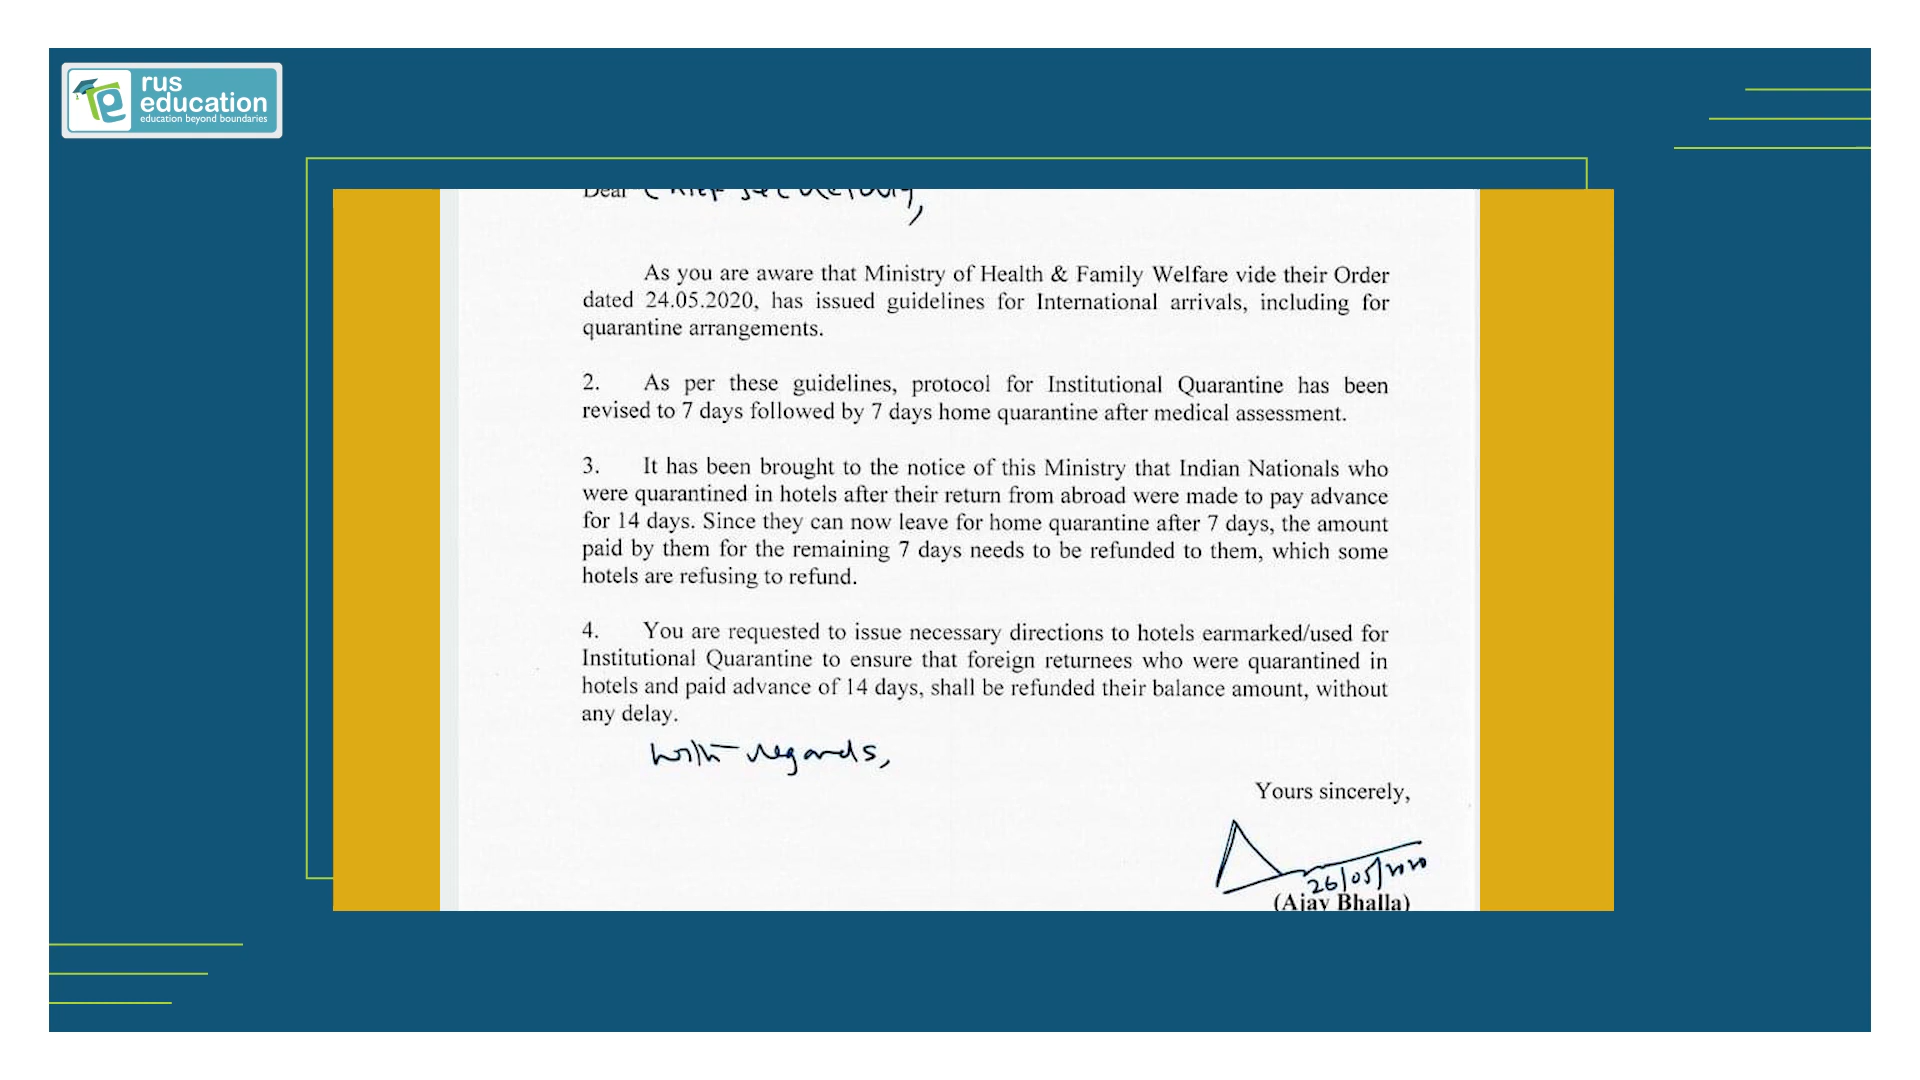 rus
education
education beyond boundaries
Dear Chief Secretary,
As you are aware that Ministry of Health & Family Welfare vide their Order
dated 24.05.2020, has issued guidelines for International arrivals, including for
quarantine arrangements.
2. As per these guidelines, protocol for Institutional Quarantine has been
revised to 7 days followed by 7 days home quarantine after medical assessment.
3. It has been brought to the notice of this Ministry that Indian Nationals who
were quarantined in hotels after their return from abroad were made to pay advance
for 14 days. Since they can now leave for home quarantine after 7 days, the amount
paid by them for the remaining 7 days needs to be refunded to them, which some
hotels are refusing to refund.
4. You are requested to issue necessary directions to hotels earmarked/used for
Institutional Quarantine to ensure that foreign returnees who were quarantined in
hotels and paid advance of 14 days, shall be refunded their balance amount, without
any delay.
with regards,
Yours sincerely,
26/05/2020
(Ajay Bhalla)